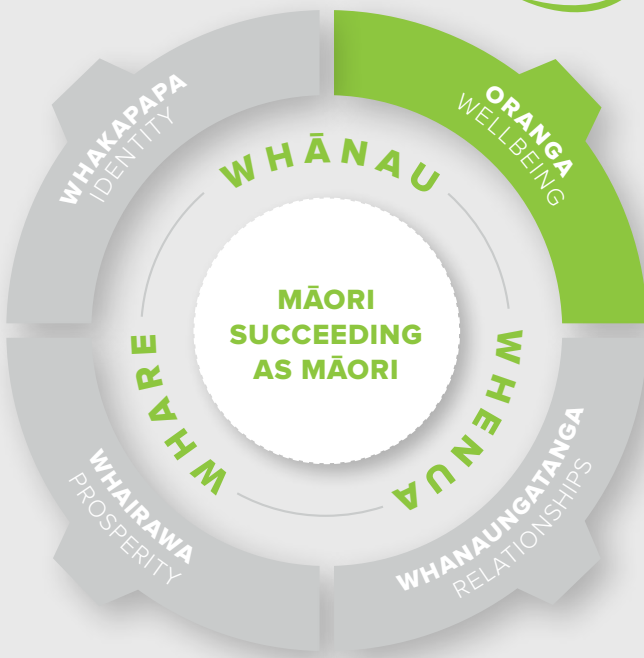 WHAKAPAPA
IDENTITY
ORANGA
WELLBEING
WHĀNAU
WHARE
WHENUA
MĀORI
SUCCEEDING
AS MĀORI
WHAIRAWA
PROSPERITY
WHANAUNGATANGA
RELATIONSHIPS